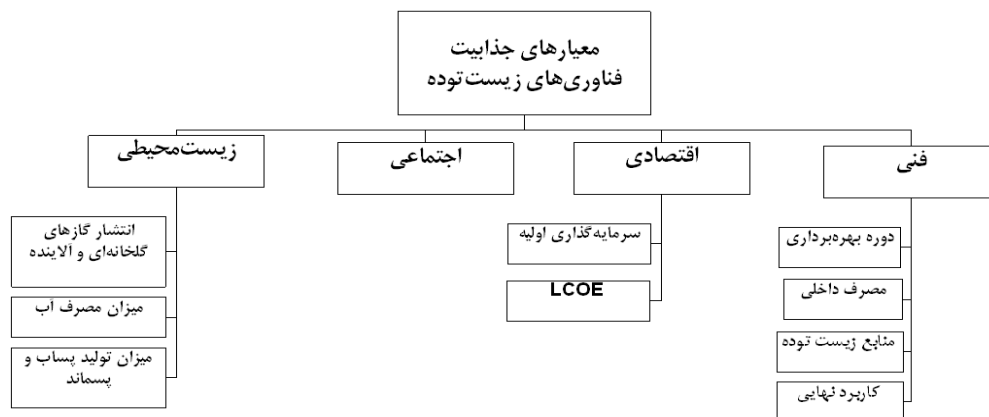 معیارهای جذابیت
فناوری‌های زیست‌توده
فنی
اقتصادی
اجتماعی
زیست‌محیطی
دوره بهره‌برداری
مصرف داخلی
منابع زیست توده
کاربرد نهایی
سرمایه‌گذاری اولیه
LCOE
انتشار گازهای
گلخانه‌ای و آلاینده
میزان مصرف آب
میزان تولید پساب و
پسماند